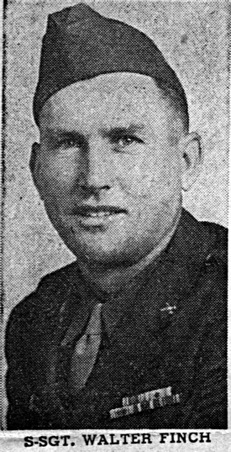 S-SGT. WALTER FINCH